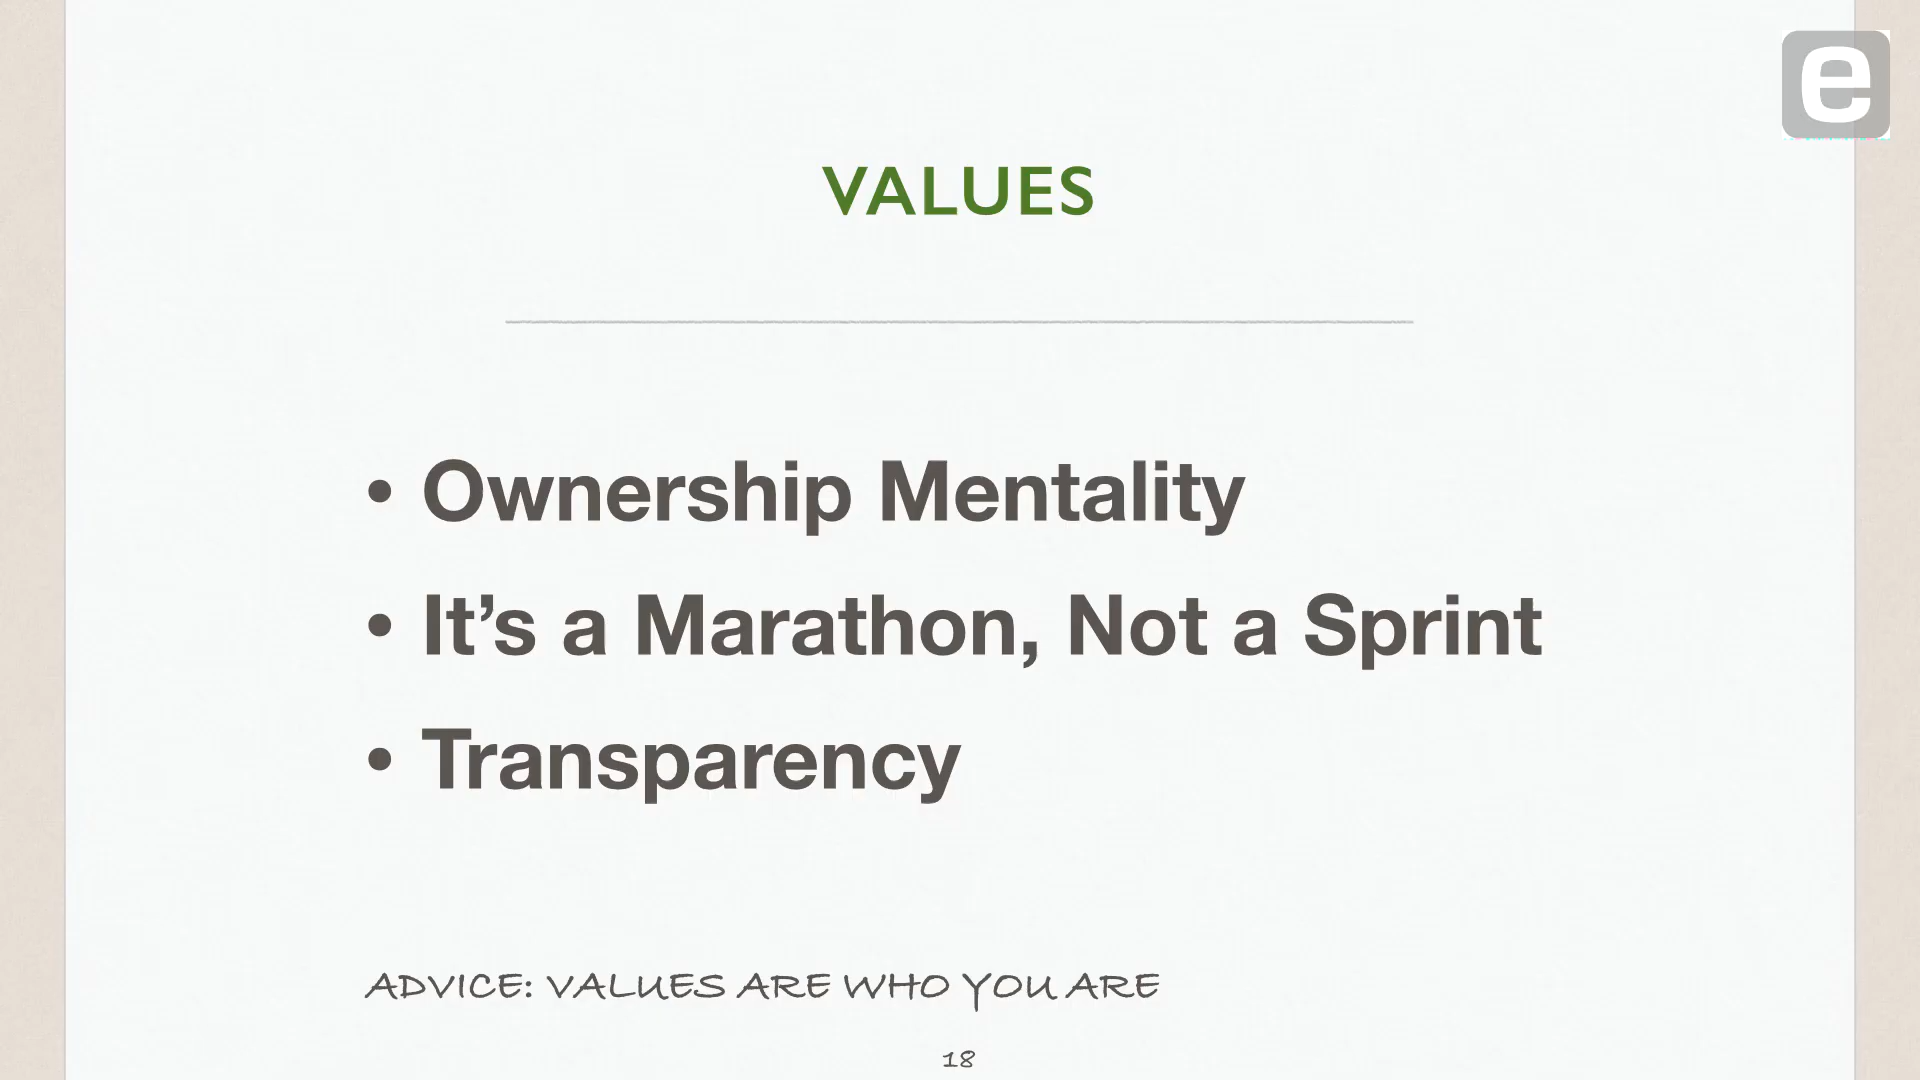 e
VALUES
• Ownership Mentality
• It’s a Marathon, Not a Sprint
• Transparency
ADVICE: VALUES ARE WHO YOU ARE
18